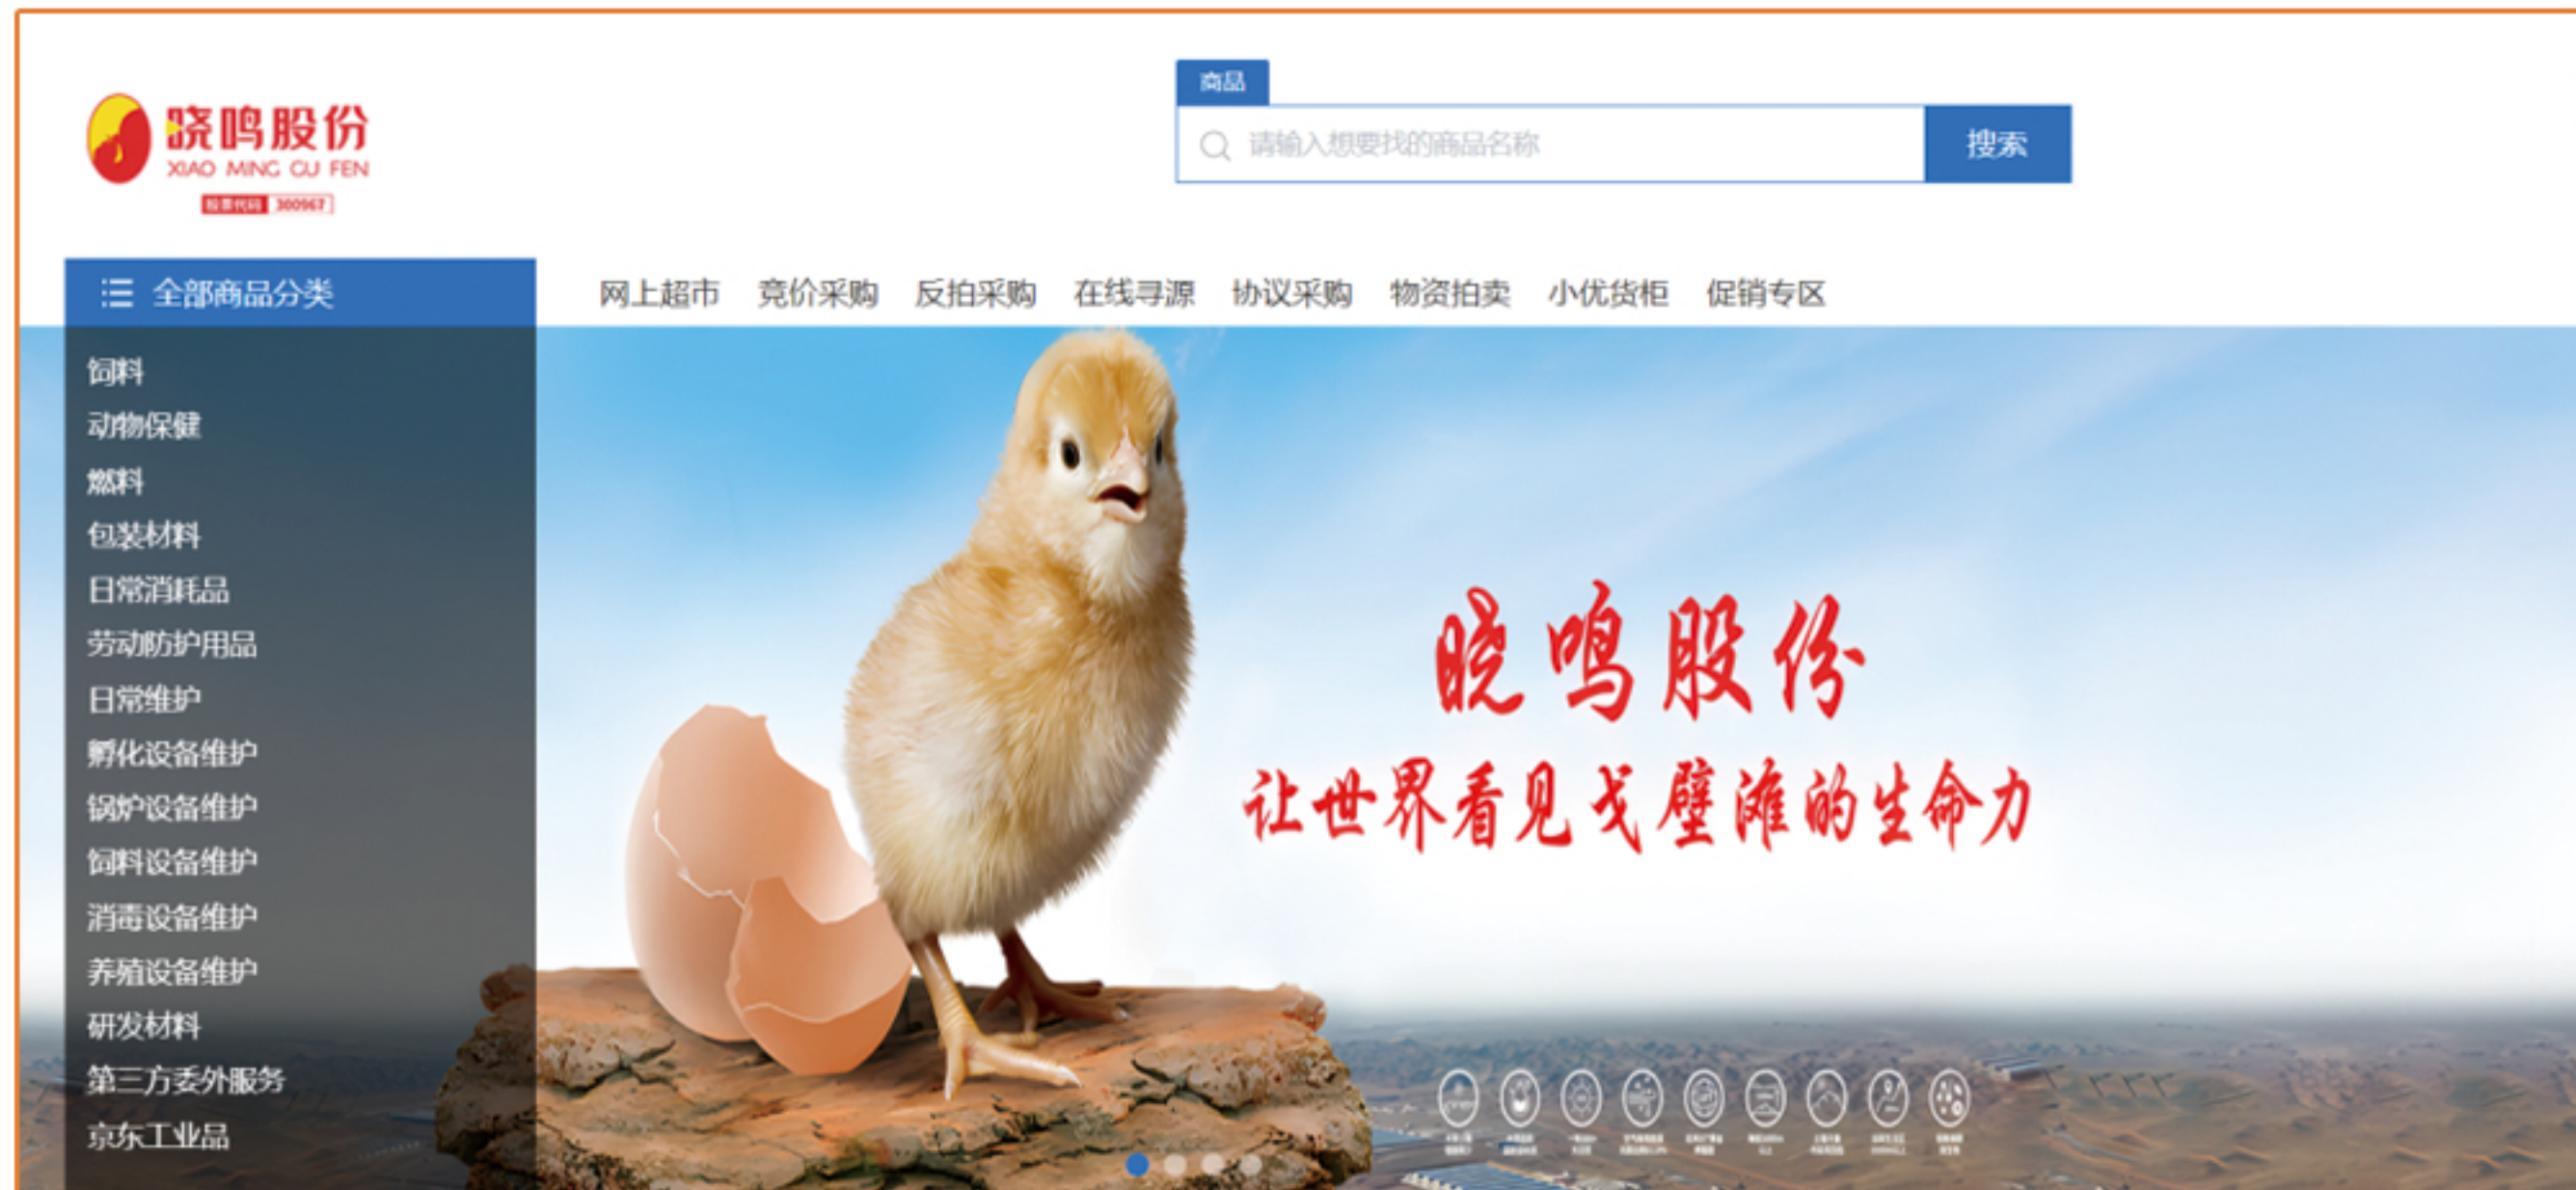 商品
晓鸣股份
XIAO MING GU FEN
股票代码 300967
请输入想要找的商品名称
搜索
全部商品分类
网上超市 竞价采购 反拍采购 在线寻源 协议采购 物资拍卖 小优货柜 促销专区
饲料
动物保健
燃料
包装材料
日常消耗品
劳动防护用品
日常维护
孵化设备维护
锅炉设备维护
饲料设备维护
消毒设备维护
养殖设备维护
研发材料
第三方委外服务
京东工业品
晓鸣股份
让世界看见戈壁滩的生命力